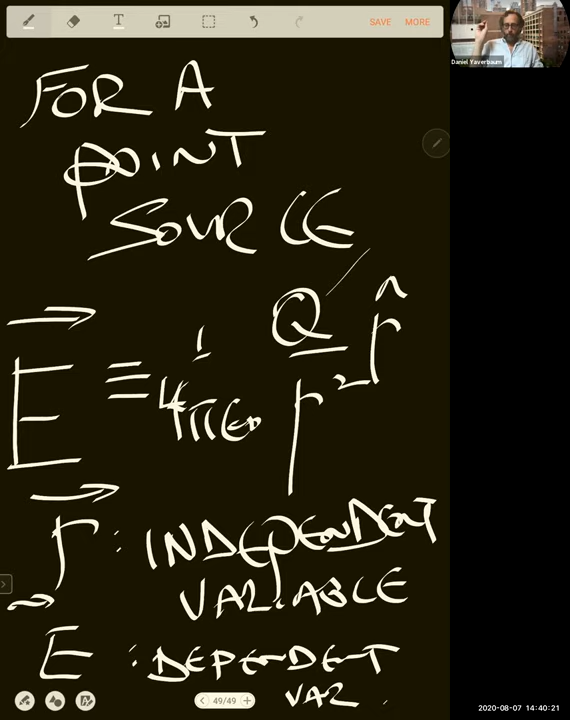 SAVE MORE
Daniel Yaverbaum
FOR A
POINT
SOURCE
E⃗ ≡ 1/4πε₀ Q/r² r̂
r⃗ : INDEPENDENT
VARIABLE
E⃗ : DEPENDENT
VAR.
49/49
2020-08-07 14:40:21